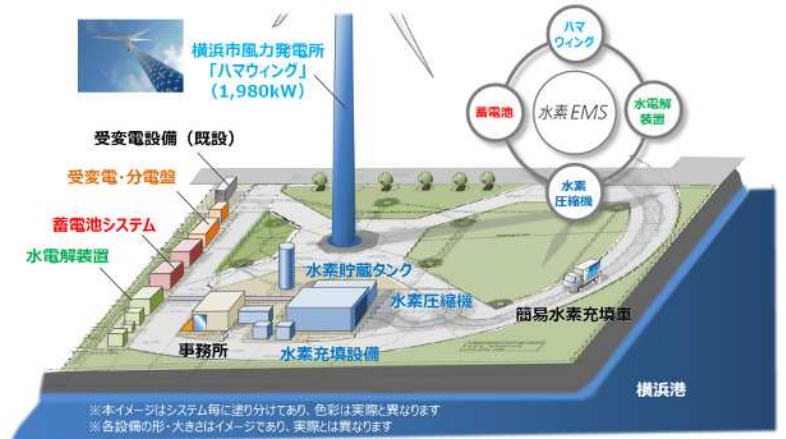 横浜市風力発電所
「ハマウィング」
（1,980kW）
ハマ
ウィング
蓄電池
水素EMS
水電解
装置
水素
圧縮機
受変電設備（既設）
受変電・分電盤
蓄電池システム
水電解装置
水素貯蔵タンク
水素圧縮機
簡易水素充填車
事務所
水素充填設備
横浜港
※本イメージはシステム毎に塗り分けてあり、色彩は実際と異なります
※各設備の形・大きさはイメージであり、実際とは異なります